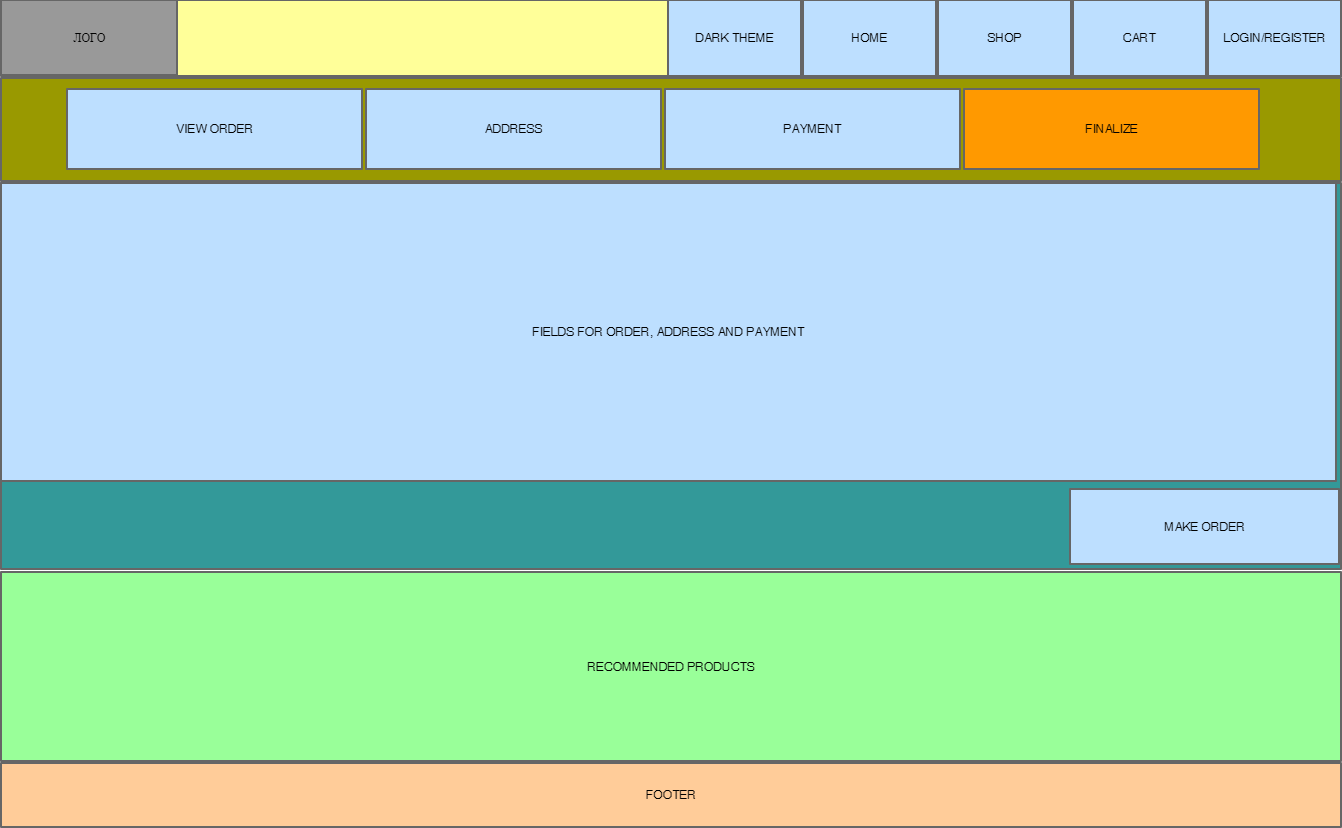 ЛОГО
DARK THEME
HOME
SHOP
CART
LOGIN/REGISTER
VIEW ORDER
ADDRESS
PAYMENT
FINALIZE
FIELDS FOR ORDER, ADDRESS AND PAYMENT
MAKE ORDER
RECOMMENDED PRODUCTS
FOOTER